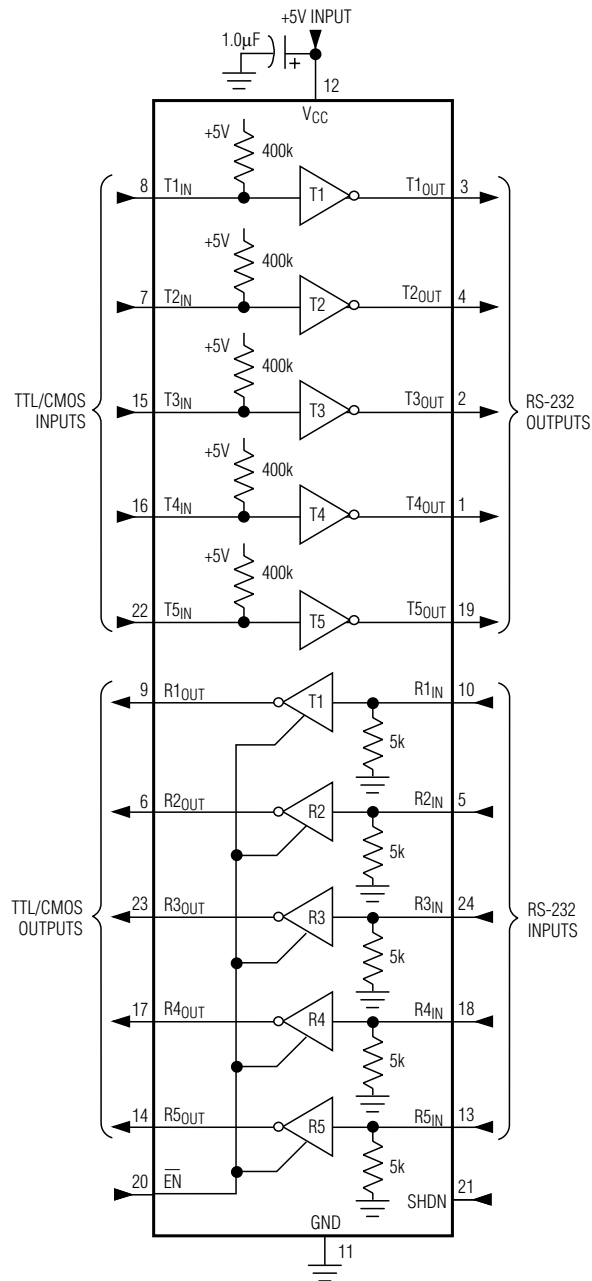 +5V INPUT
1.0μF
+
12
VCC
+5V
400k
8 T1IN T1 T1OUT 3
+5V
400k
7 T2IN T2 T2OUT 4
+5V
400k
TTL/CMOS
INPUTS
15 T3IN T3 T3OUT 2
RS-232
OUTPUTS
+5V
400k
16 T4IN T4 T4OUT 1
+5V
400k
22 T5IN T5 T5OUT 19
9 R1OUT T1 R1IN 10
5k
6 R2OUT R2 R2IN 5
5k
TTL/CMOS
OUTPUTS
23 R3OUT R3 R3IN 24
RS-232
INPUTS
5k
17 R4OUT R4 R4IN 18
5k
14 R5OUT R5 R5IN 13
5k
20 E̅N̅
SHDN 21
GND
11